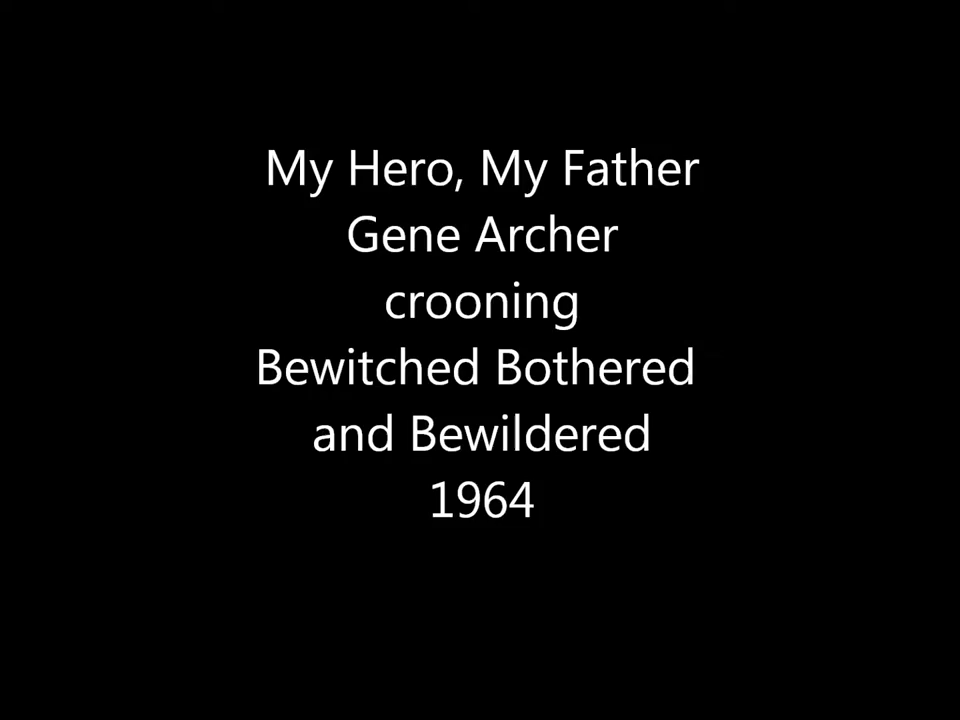 My Hero, My Father
Gene Archer
crooning
Bewitched Bothered
and Bewildered
1964